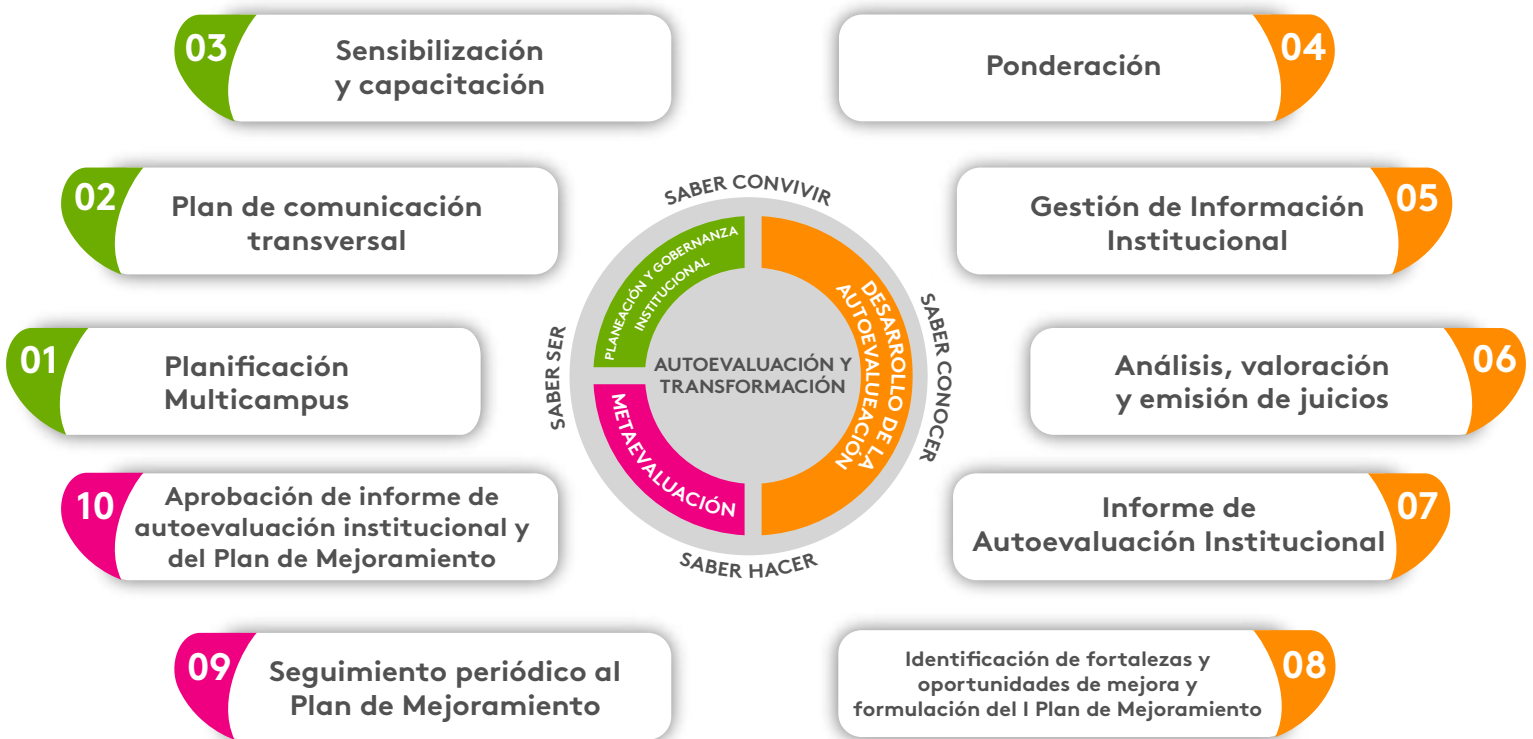 03
Sensibilización
y capacitación
04
Ponderación
02
Plan de comunicación
transversal
05
Gestión de Información
Institucional
01
Planificación
Multicampus
06
Análisis, valoración
y emisión de juicios
10
Aprobación de informe de
autoevaluación institucional y
del Plan de Mejoramiento
07
Informe de
Autoevaluación Institucional
09
Seguimiento periódico al
Plan de Mejoramiento
08
Identificación de fortalezas y
oportunidades de mejora y
formulación del I Plan de Mejoramiento
SABER CONVIVIR
SABER CONOCER
SABER HACER
SABER SER
PLANEACIÓN Y GOBERNANZA
INSTITUCIONAL
DESARROLLO DE LA
AUTOEVALUEACIÓN
METAEVALUACIÓN
AUTOEVALUACIÓN Y
TRANSFORMACIÓN